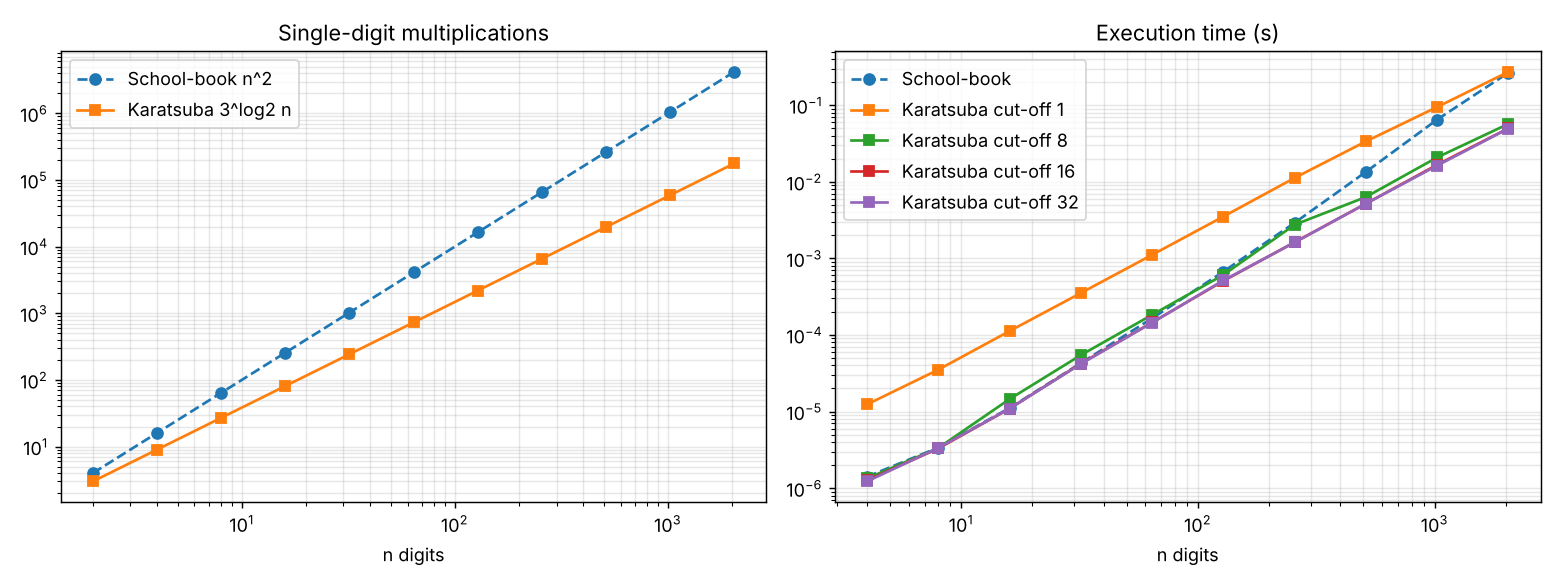 Single-digit multiplications
School-book n^2
Karatsuba 3^log2 n
10^6
10^5
10^4
10^3
10^2
10^1
10^1
10^2
10^3
n digits
Execution time (s)
School-book
Karatsuba cut-off 1
Karatsuba cut-off 8
Karatsuba cut-off 16
Karatsuba cut-off 32
10^−1
10^−2
10^−3
10^−4
10^−5
10^−6
10^1
10^2
10^3
n digits